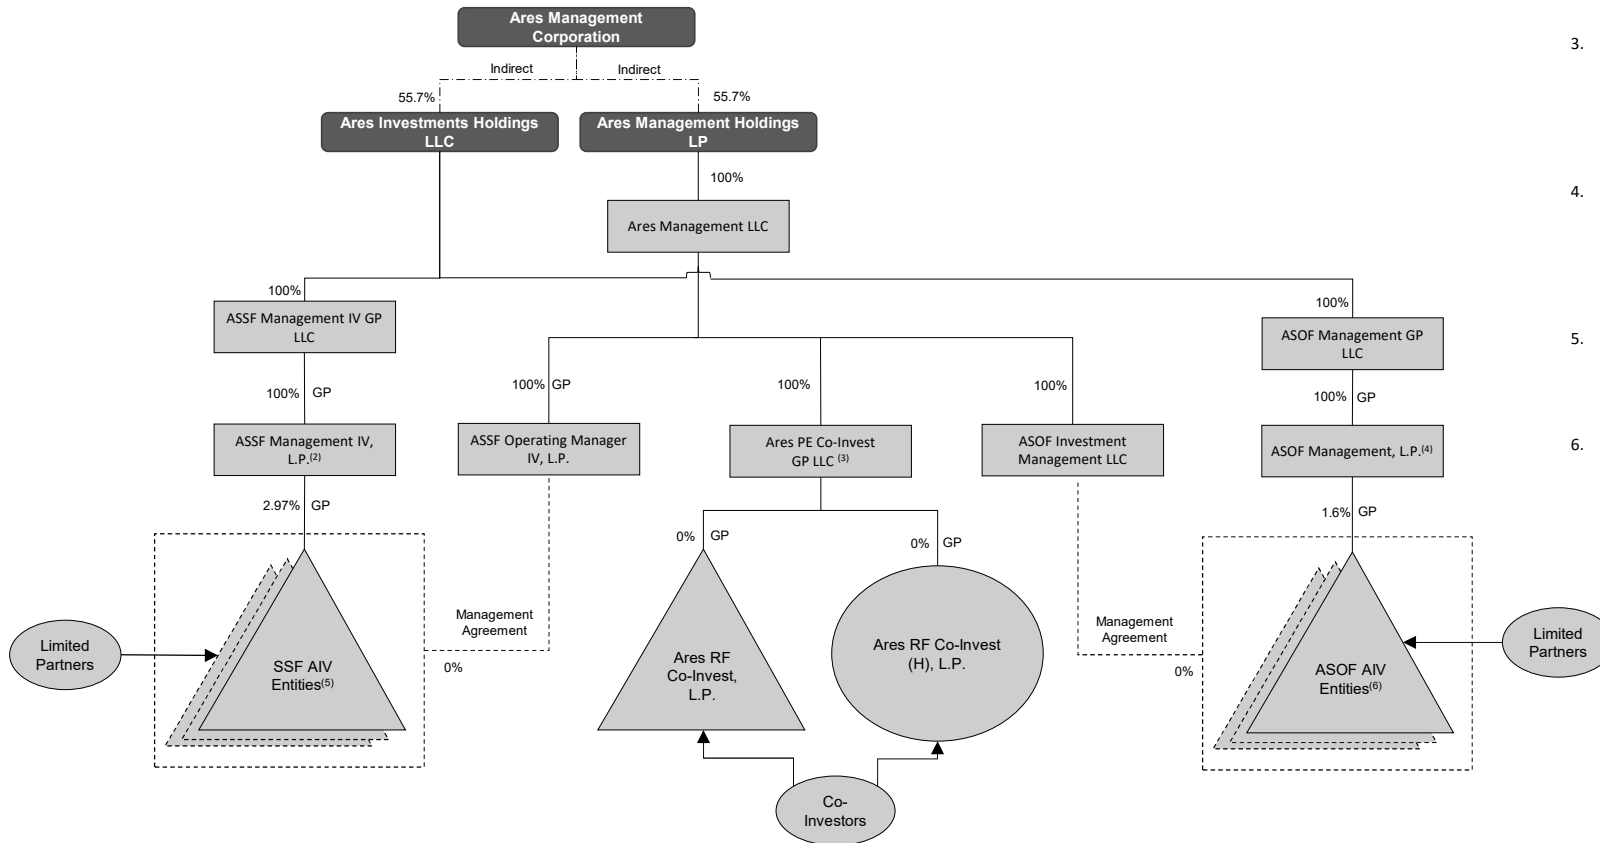 Ares Management
Corporation
3.
Indirect
Indirect
55.7%
55.7%
Ares Investments Holdings
LLC
Ares Management Holdings
LP
100%
4.
Ares Management LLC
100%
100%
ASSF Management IV GP
LLC
ASOF Management GP
LLC
5.
100%
GP
100% GP
100%
100%
100%
GP
ASSF Management IV,
L.P.(2)
ASSF Operating Manager
IV, L.P.
Ares PE Co-Invest
GP LLC (3)
ASOF Investment
Management LLC
ASOF Management, L.P.(4)
6.
2.97%
GP
1.6%
GP
0%
GP
0%
GP
Management
Agreement
0%
Management
Agreement
0%
Limited
Partners
SSF AIV
Entities(5)
Ares RF
Co-Invest,
L.P.
Ares RF Co-Invest
(H), L.P.
ASOF AIV
Entities(6)
Limited
Partners
Co-
Investors